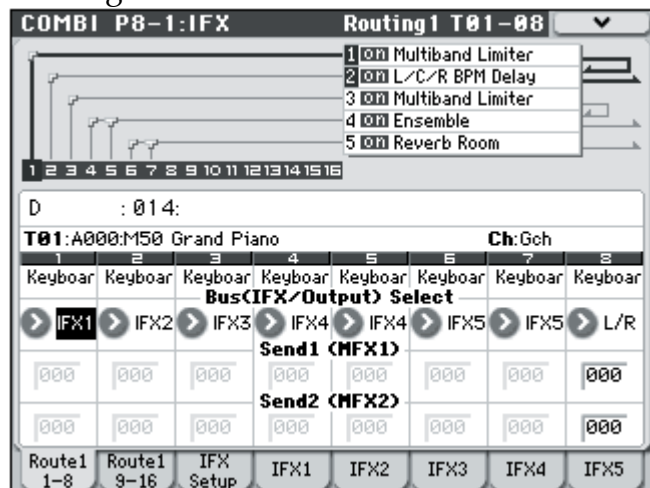 COMBI P8-1:IFX Routing1 T01-08
1 on Multiband Limiter
2 on L/C/R BPM Delay
3 on Multiband Limiter
4 on Ensemble
5 on Reverb Room
1 2 3 4 5 6 7 8 9 10 11 12 13 14 15 16
D :014:
T01:A000:M50 Grand Piano Ch:Gch
1 2 3 4 5 6 7 8
Keyboar Keyboar Keyboar Keyboar Keyboar Keyboar Keyboar Keyboar
Bus(IFX/Output) Select
IFX1 IFX2 IFX3 IFX4 IFX4 IFX5 IFX5 L/R
Send1 (MFX1)
000 000 000 000 000 000 000 000
Send2 (MFX2)
000 000 000 000 000 000 000 000
Route1 1-8 Route1 9-16 IFX Setup IFX1 IFX2 IFX3 IFX4 IFX5